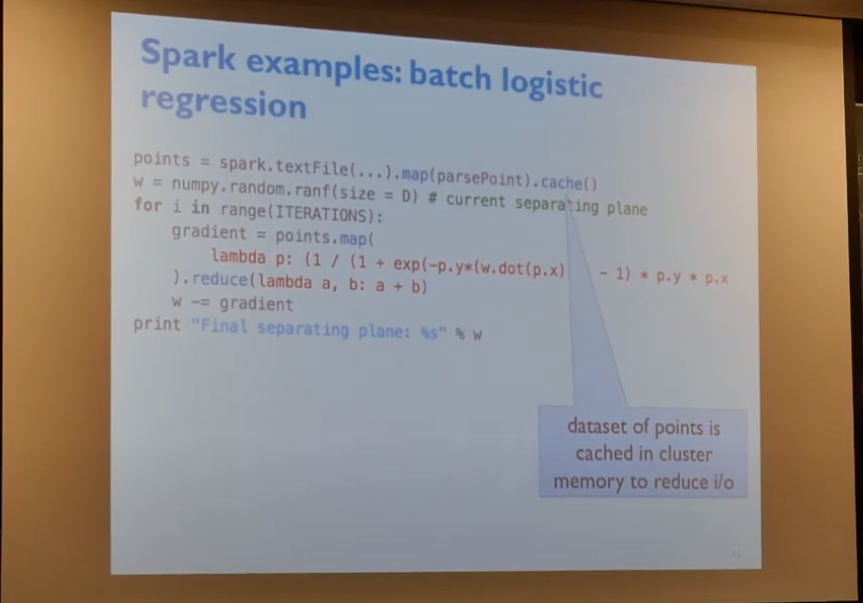 Spark examples: batch logistic
regression
points = spark.textFile(...).map(parsePoint).cache()
w = numpy.random.ranf(size = D) # current separating plane
for i in range(ITERATIONS):
gradient = points.map(
lambda p: (1 / (1 + exp(-p.y*(w.dot(p.x) - 1) * p.y * p.x
).reduce(lambda a, b: a + b)
w -= gradient
print "Final separating plane: %s" % w
dataset of points is
cached in cluster
memory to reduce i/o